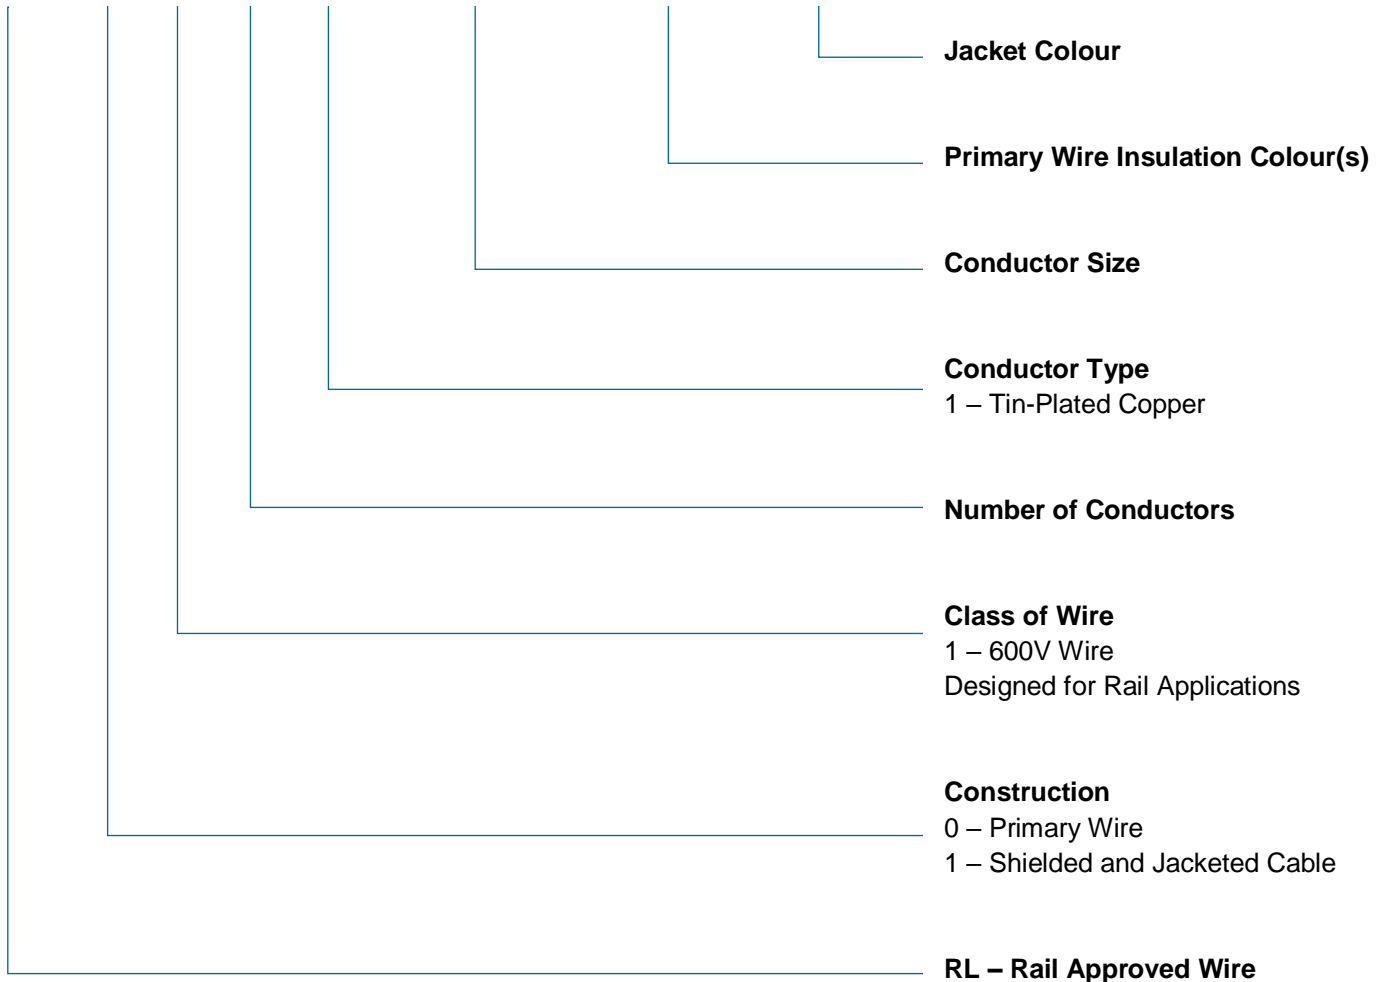 Jacket Colour
Primary Wire Insulation Colour(s)
Conductor Size
Conductor Type
1 – Tin-Plated Copper
Number of Conductors
Class of Wire
1 – 600V Wire
Designed for Rail Applications
Construction
0 – Primary Wire
1 – Shielded and Jacketed Cable
RL – Rail Approved Wire